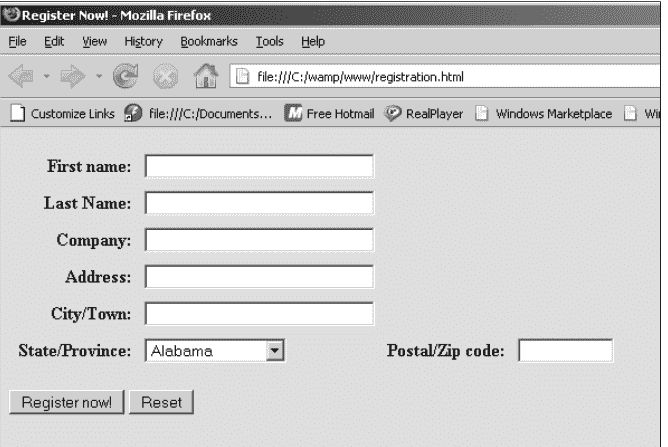 Register Now! - Mozilla Firefox
File Edit View History Bookmarks Tools Help
file:///C:/wamp/www/registration.html
Customize Links file:///C:/Documents... Free Hotmail RealPlayer Windows Marketplace Wi
First name:
Last Name:
Company:
Address:
City/Town:
State/Province: Alabama Postal/Zip code:
Register now! Reset